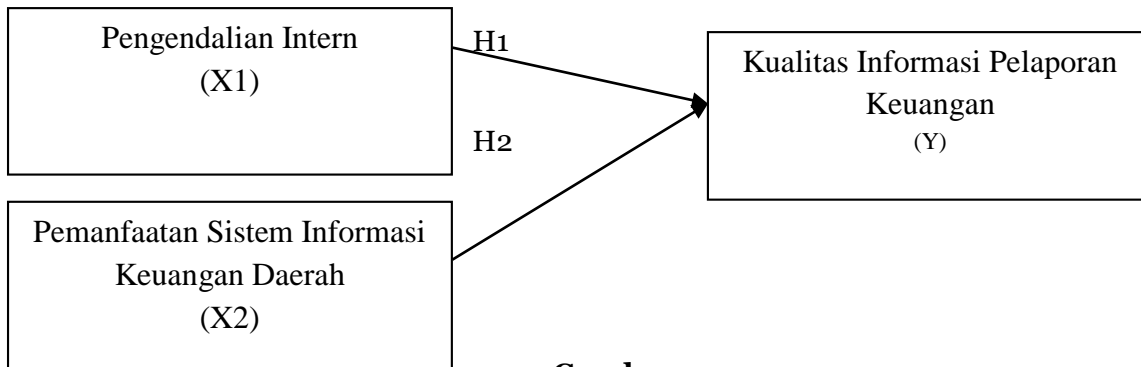 Pengendalian Intern
(X1)
H1
Kualitas Informasi Pelaporan
Keuangan
(Y)
H2
Pemanfaatan Sistem Informasi
Keuangan Daerah
(X2)